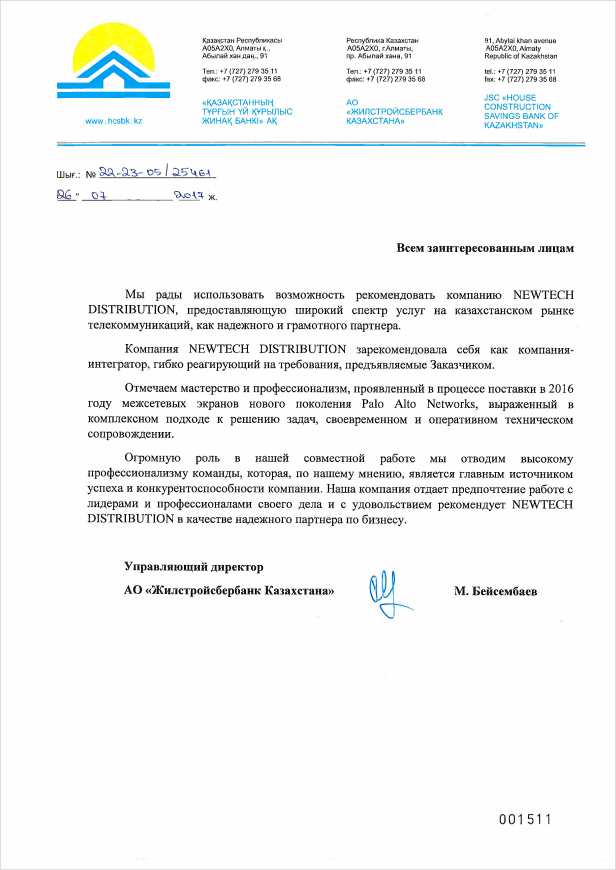 www.hcsbk.kz
Қазақстан Республикасы
A05A2X0, Алматы қ.,
Абылай хан даң., 91
Тел.: +7 (727) 279 35 11
факс: +7 (727) 279 35 68
«ҚАЗАҚСТАННЫҢ
ТҰРҒЫН ҮЙ ҚҰРЫЛЫС
ЖИНАҚ БАНКІ» АҚ
Республика Казахстан
A05A2X0, г.Алматы,
пр. Абылай хана, 91
Тел.: +7 (727) 279 35 11
факс: +7 (727) 279 35 68
АО
«ЖИЛСТРОЙСБЕРБАНК
КАЗАХСТАНА»
91, Abylai khan avenue
A05A2X0, Almaty
Republic of Kazakhstan
tel.: +7 (727) 279 35 11
fax: +7 (727) 279 35 68
JSC «HOUSE
CONSTRUCTION
SAVINGS BANK OF
KAZAKHSTAN»
Шығ.: № 22-23-05/25461
26 " 07 2017 ж.
Всем заинтересованным лицам
Мы рады использовать возможность рекомендовать компанию NEWTECH
DISTRIBUTION, предоставляющую широкий спектр услуг на казахстанском рынке
телекоммуникаций, как надежного и грамотного партнера.
Компания NEWTECH DISTRIBUTION зарекомендовала себя как компания-
интегратор, гибко реагирующий на требования, предъявляемые Заказчиком.
Отмечаем мастерство и профессионализм, проявленный в процессе поставки в 2016
году межсетевых экранов нового поколения Palo Alto Networks, выраженный в
комплексном подходе к решению задач, своевременном и оперативном техническом
сопровождении.
Огромную роль в нашей совместной работе мы отводим высокому
профессионализму команды, которая, по нашему мнению, является главным источником
успеха и конкурентоспособности компании. Наша компания отдает предпочтение работе с
лидерами и профессионалами своего дела и с удовольствием рекомендует NEWTECH
DISTRIBUTION в качестве надежного партнера по бизнесу.
Управляющий директор
АО «Жилстройсбербанк Казахстана» М. Бейсембаев
001511